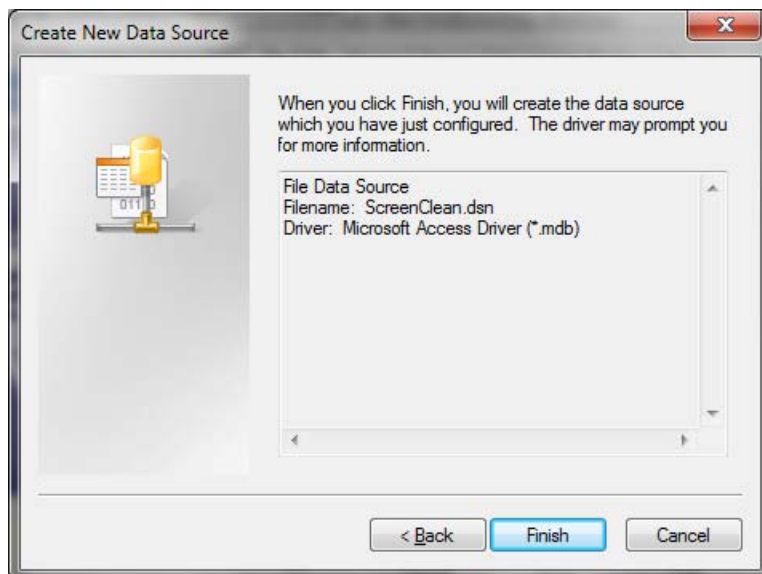 Create New Data Source
When you click Finish, you will create the data source
which you have just configured. The driver may prompt you
for more information.
File Data Source
Filename: ScreenClean.dsn
Driver: Microsoft Access Driver (*.mdb)
< Back
Finish
Cancel